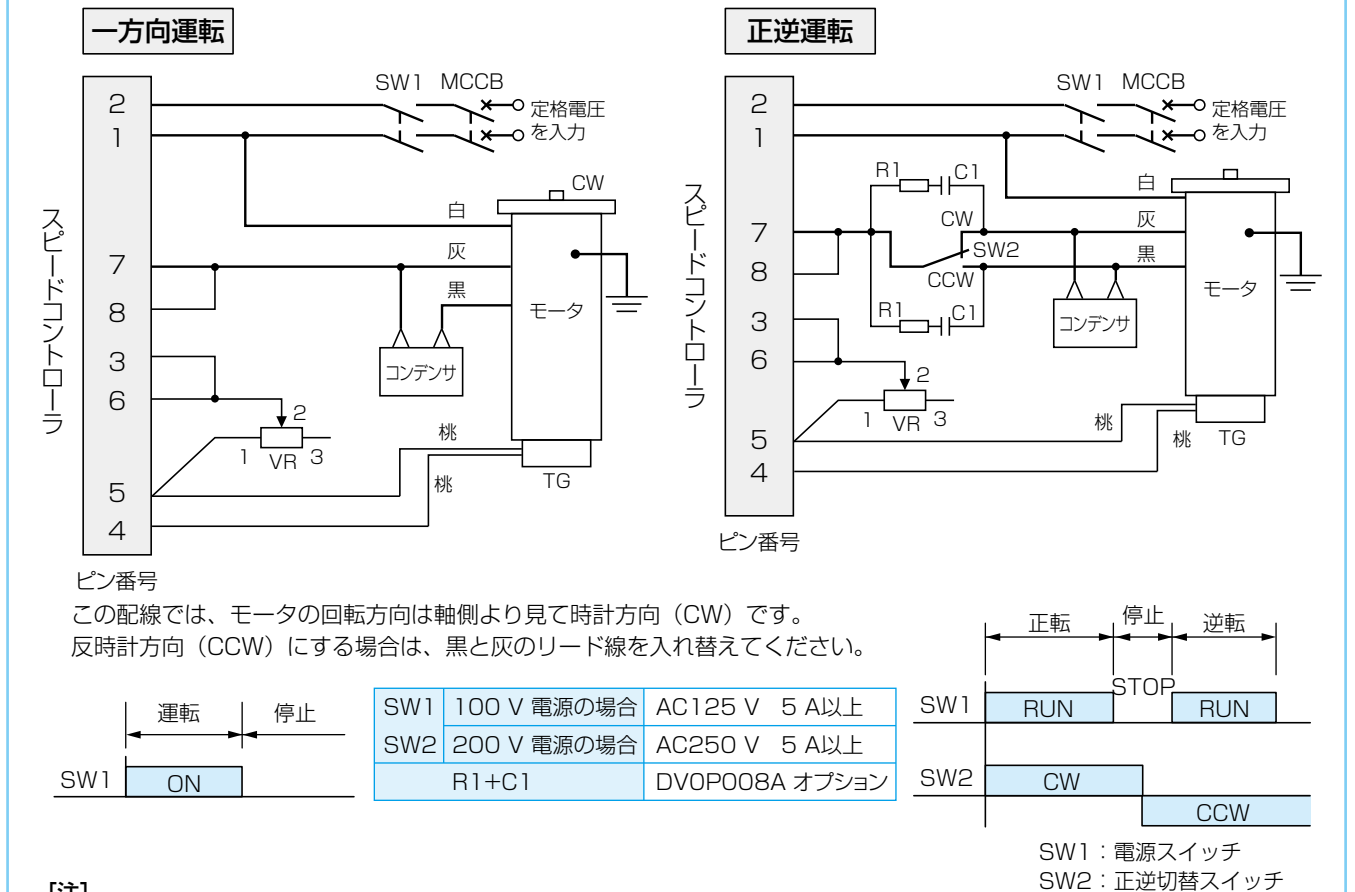 一方向運転
SW1 MCCB
2
1
定格電圧
を入力
CW
白
灰
黒
7
8
3
6
5
4
スピードコントローラ
モータ
コンデンサ
2
1 VR 3
桃
桃
TG
ピン番号
正逆運転
SW1 MCCB
2
1
定格電圧
を入力
R1 C1
白
CW
灰
SW2
黒
CCW
R1 C1
7
8
3
6
5
4
スピードコントローラ
モータ
コンデンサ
2
1 VR 3
桃
桃
TG
ピン番号
この配線では、モータの回転方向は軸側より見て時計方向（CW）です。
反時計方向（CCW）にする場合は、黒と灰のリード線を入れ替えてください。
運転 停止
SW1 ON
SW1 100 V 電源の場合 AC125 V 5 A以上
SW2 200 V 電源の場合 AC250 V 5 A以上
R1+C1 DV0P008A オプション
正転 停止 逆転
STOP
SW1 RUN RUN
SW2 CW
CCW
SW1：電源スイッチ
SW2：正逆切替スイッチ
[注]